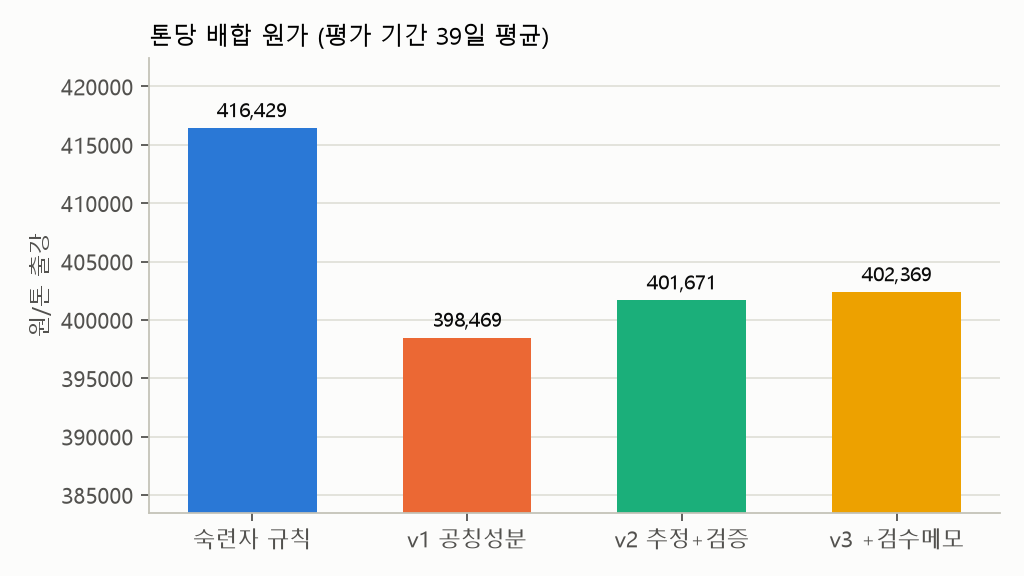 톤당 배합 원가 (평가 기간 39일 평균)
420000
415000
410000
405000
400000
395000
390000
385000
원/톤 출강
416,429
398,469
401,671
402,369
숙련자 규칙
v1 공칭성분
v2 추정+검증
v3 +검수메모